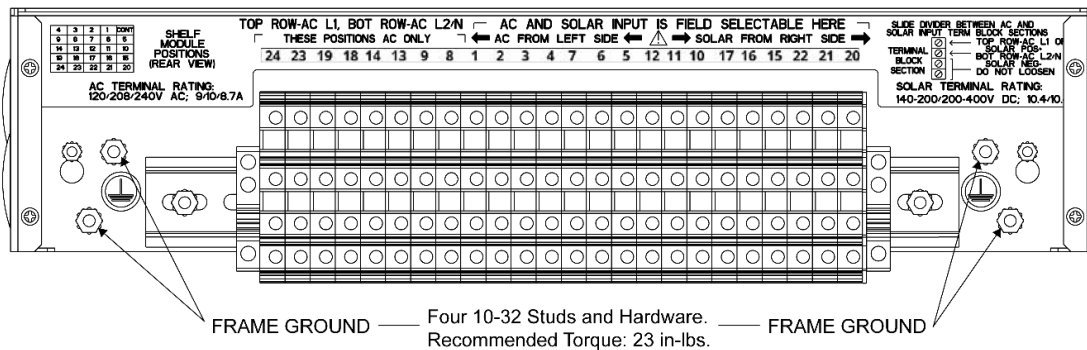 4 3 2 1 CONT
9 8 7 6 5
14 13 12 11 10
19 18 17 16 15
24 23 22 21 20
SHELF
MODULE
POSITIONS
(REAR VIEW)
AC TERMINAL RATING:
120/208/240V AC; 9/10/8.7A
TOP ROW-AC L1, BOT ROW-AC L2/N
THESE POSITIONS AC ONLY
AC AND SOLAR INPUT IS FIELD SELECTABLE HERE
AC FROM LEFT SIDE
SOLAR FROM RIGHT SIDE
24 23 19 18 14 13 9 8 1 2 3 4 7 6 5 12 11 10 17 16 15 22 21 20
SLIDE DIVIDER BETWEEN AC AND
SOLAR INPUT TERM BLOCK SECTIONS
TERMINAL
BLOCK
SECTION
TOP ROW-AC L1 O
SOLAR POS-
BOT ROW-AC L2/N
SOLAR NEG-
DO NOT LOOSEN
SOLAR TERMINAL RATING:
140-200/200-400V DC; 10.4/10.
FRAME GROUND
Four 10-32 Studs and Hardware.
Recommended Torque: 23 in-lbs.
FRAME GROUND